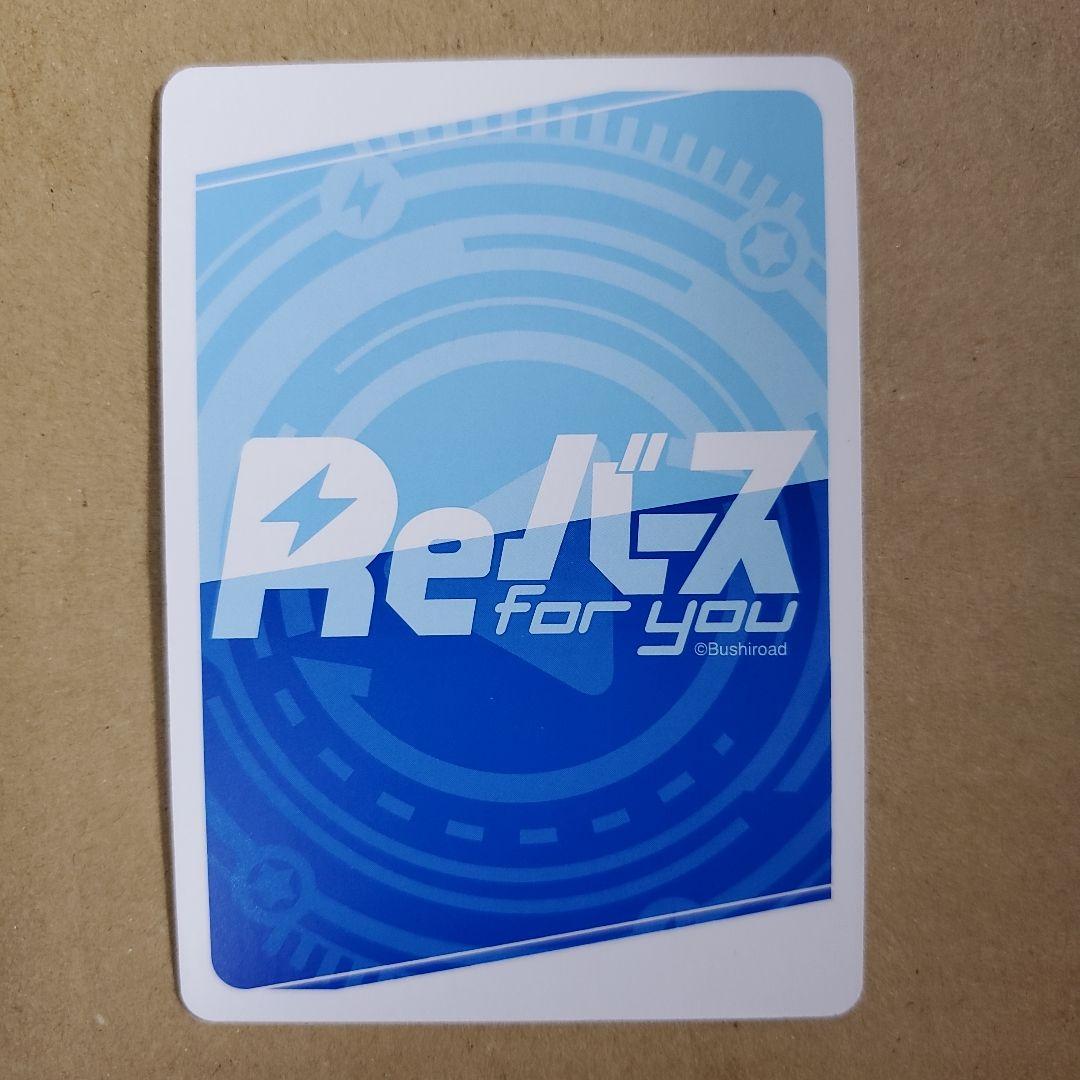 Reバース
for you
©Bushiroad